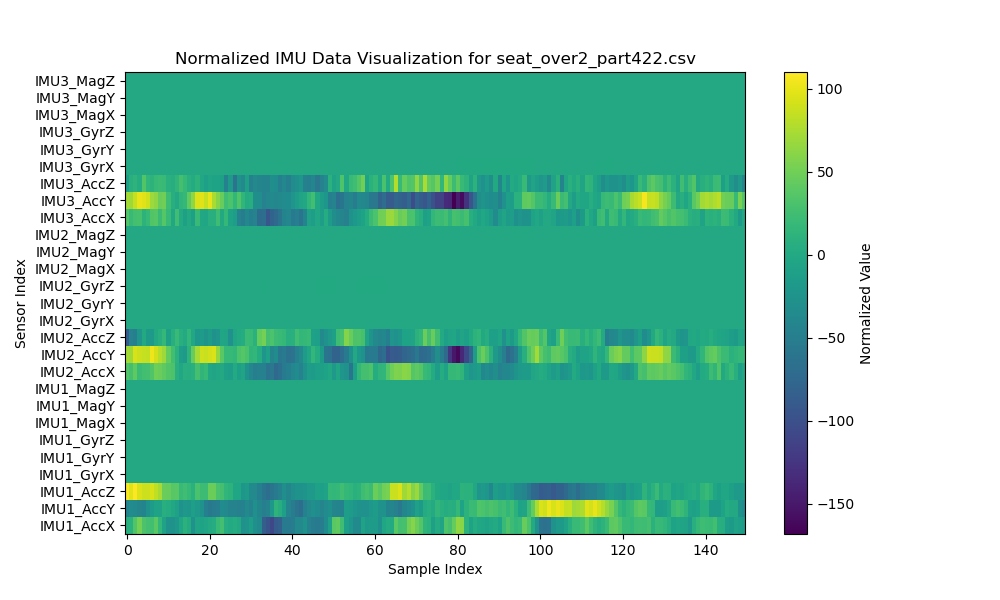 Normalized IMU Data Visualization for seat_over2_part422.csv
Sensor Index
IMU3_MagZ
IMU3_MagY
IMU3_MagX
IMU3_GyrZ
IMU3_GyrY
IMU3_GyrX
IMU3_AccZ
IMU3_AccY
IMU3_AccX
IMU2_MagZ
IMU2_MagY
IMU2_MagX
IMU2_GyrZ
IMU2_GyrY
IMU2_GyrX
IMU2_AccZ
IMU2_AccY
IMU2_AccX
IMU1_MagZ
IMU1_MagY
IMU1_MagX
IMU1_GyrZ
IMU1_GyrY
IMU1_GyrX
IMU1_AccZ
IMU1_AccY
IMU1_AccX
0 20 40 60 80 100 120 140
Sample Index
100
50
0
−50
−100
−150
Normalized Value